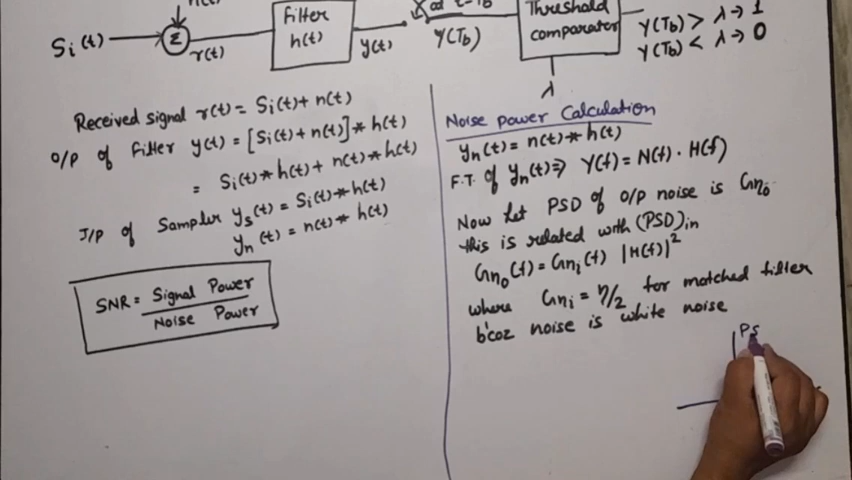 Si(t)
Σ
r(t)
Filter
h(t)
y(t)
Y(Tb)
Threshold
comparator
λ
Y(Tb) > λ → 1
Y(Tb) < λ → 0
Received signal r(t) = Si(t) + n(t)
O/P of Filter y(t) = [Si(t) + n(t)] * h(t)
= Si(t) * h(t) + n(t) * h(t)
I/P of Sampler ys(t) = Si(t) * h(t)
yn(t) = n(t) * h(t)
SNR = Signal Power
Noise Power
Noise power Calculation
yn(t) = n(t) * h(t)
F.T. of yn(t) ⇒ Y(f) = N(f) . H(f)
Now Let PSD of O/P noise is Gno
this is related with (PSD)in
Gno(f) = Gni(f) |H(f)|²
where Gni = η/2 for matched filter
b'coz noise is white noise
PS